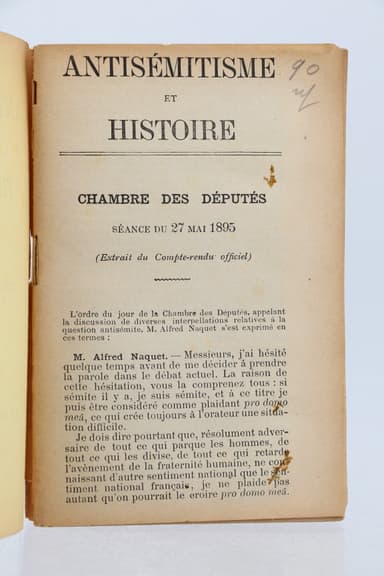 ANTISÉMITISME
90
ET
HISTOIRE
CHAMBRE DES DÉPUTÉS
SÉANCE DU 27 MAI 1895
(Extrait du Compte-rendu officiel)
L'ordre du jour de la Chambre des Députés, appelant
la discussion de diverses interpellations relatives à la
question antisémite, M. Alfred Naquet s'est exprimé en
ces termes :
M. Alfred Naquet. — Messieurs, j'ai hésité
quelque temps avant de me décider à prendre
la parole dans le débat actuel. La raison de
cette hésitation, vous la comprenez tous : si
sémite il y a, je suis sémite, et à ce titre je
puis être considéré comme plaidant pro domo
meâ, ce qui crée toujours à l'orateur une situa-
tion difficile.
Je dois dire pourtant que, résolument adver-
saire de tout ce qui parque les hommes, de
tout ce qui les divise, de tout ce qui retarde
l'avènement de la fraternité humaine, ne con-
naissant d'autre sentiment national que le
timent national français, je ne plaide pas
autant qu'on pourrait le croire pro domo meâ.